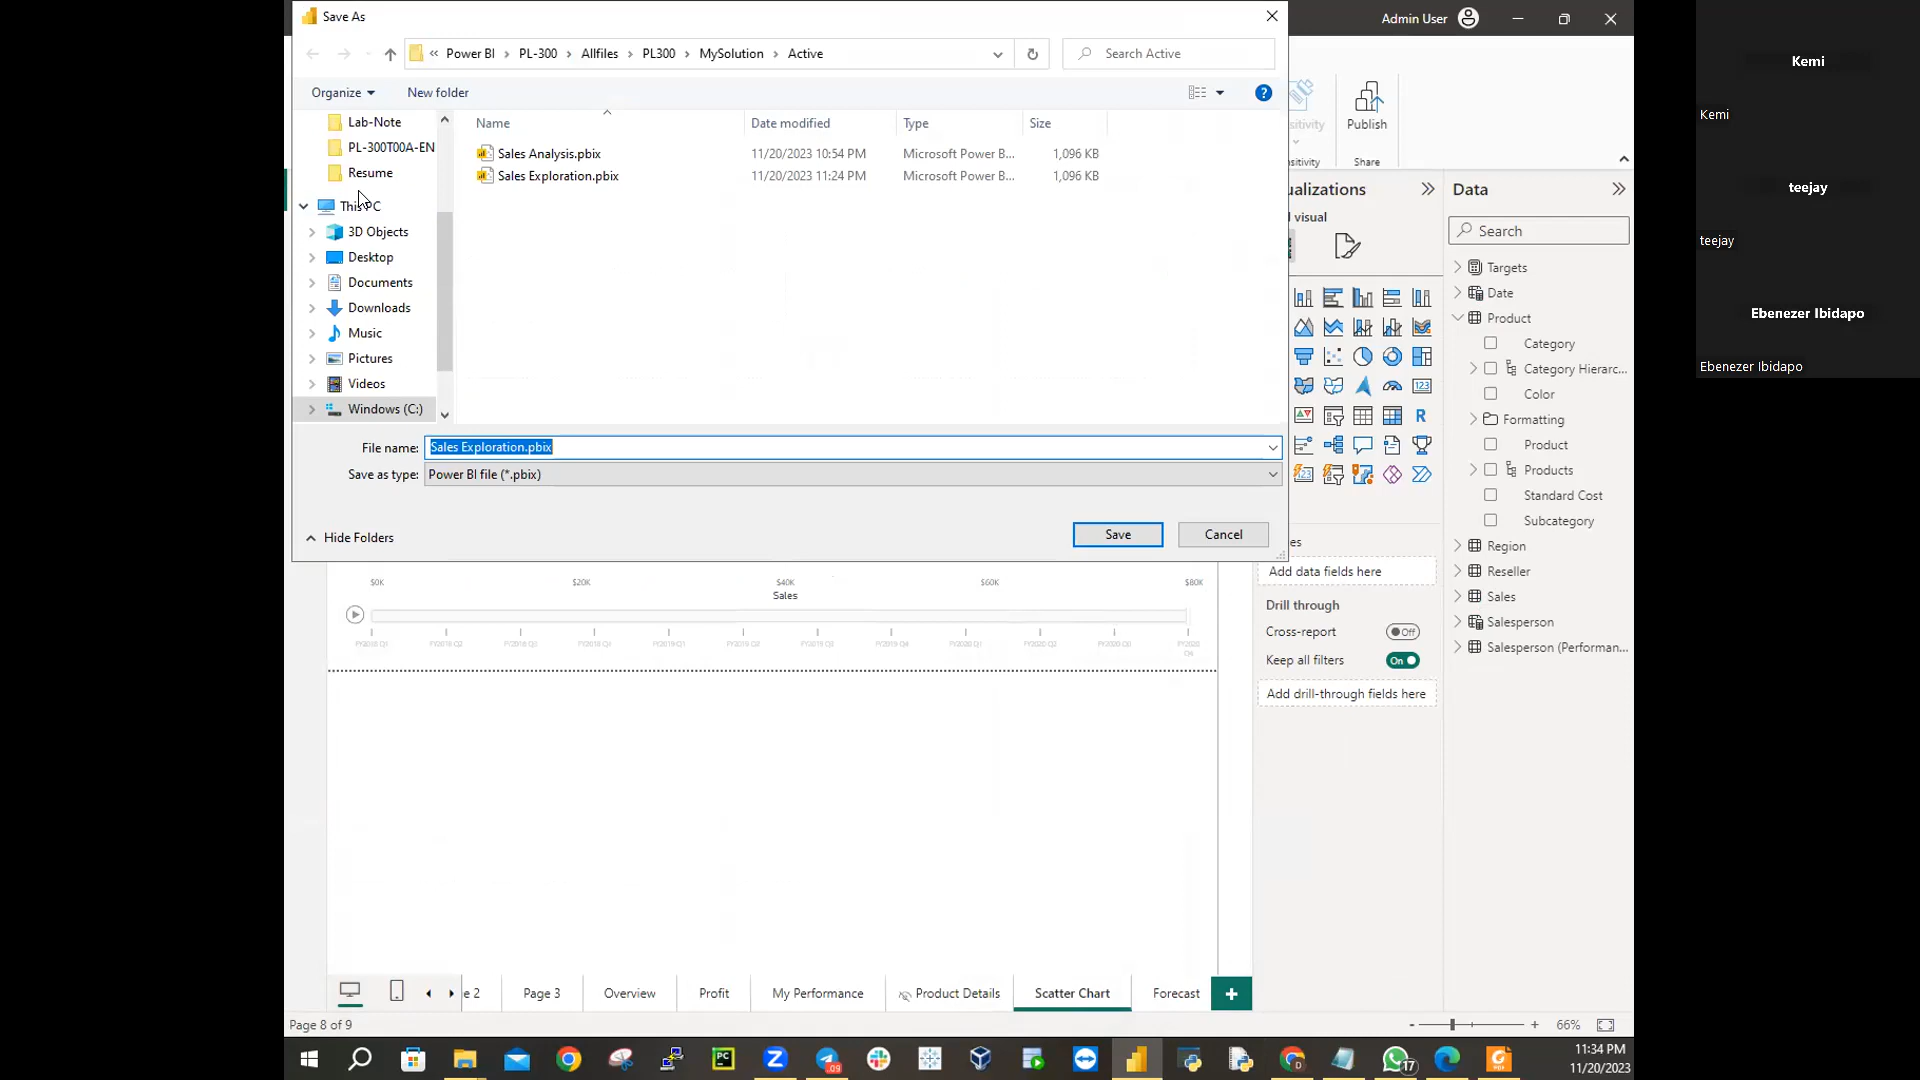 Save As
Admin User
« Power BI › PL-300 › Allfiles › PL300 › MySolution › Active
Search Active
Organize
New folder
Lab-Note
PL-300T00A-EN
Resume
This PC
3D Objects
Desktop
Documents
Downloads
Music
Pictures
Videos
Windows (C:)
Name Date modified Type Size
Sales Analysis.pbix 11/20/2023 10:54 PM Microsoft Power B... 1,096 KB
Sales Exploration.pbix 11/20/2023 11:24 PM Microsoft Power B... 1,096 KB
File name: Sales Exploration.pbix
Save as type: Power BI file (*.pbix)
Hide Folders
Save
Cancel
Publish
Share
Data
Search
Targets
Date
Product
Category
Category Hierarc...
Color
Formatting
Product
Products
Standard Cost
Subcategory
Region
Reseller
Sales
Salesperson
Salesperson (Performan...
Add data fields here
Drill through
Cross-report Off
Keep all filters On
Add drill-through fields here
$0K $20K $40K $60K $80K
Sales
Page 3
Overview
Profit
My Performance
Product Details
Scatter Chart
Forecast
Page 8 of 9
66%
11:34 PM
11/20/2023
Kemi
Kemi
teejay
teejay
Ebenezer Ibidapo
Ebenezer Ibidapo